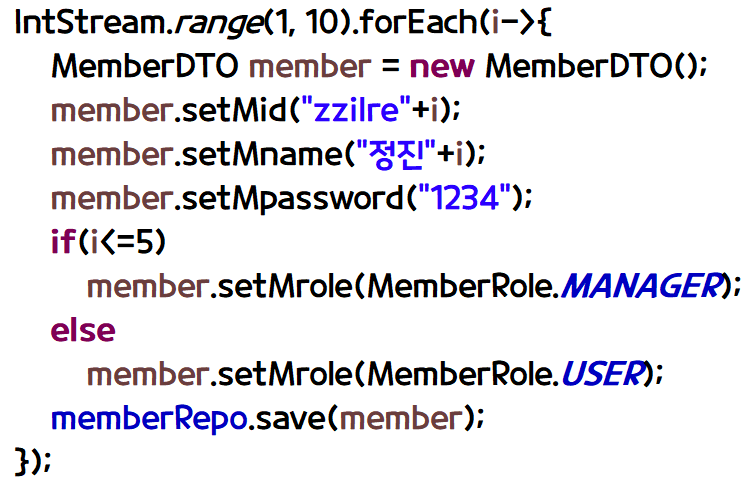 IntStream.range(1, 10).forEach(i->{
MemberDTO member = new MemberDTO();
member.setMid("zzilre"+i);
member.setMname("정진"+i);
member.setMpassword("1234");
if(i<=5)
member.setMrole(MemberRole.MANAGER);
else
member.setMrole(MemberRole.USER);
memberRepo.save(member);
});